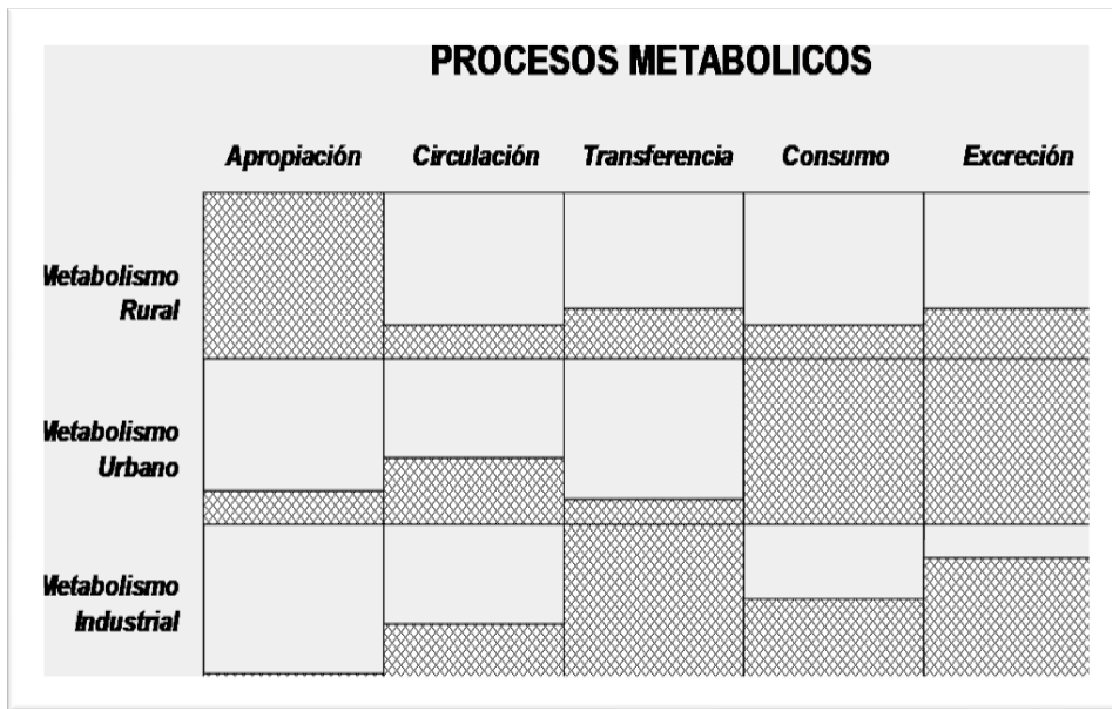 PROCESOS METABOLICOS
Apropiación Circulación Transferencia Consumo Excreción
Metabolismo
Rural
Metabolismo
Urbano
Metabolismo
Industrial